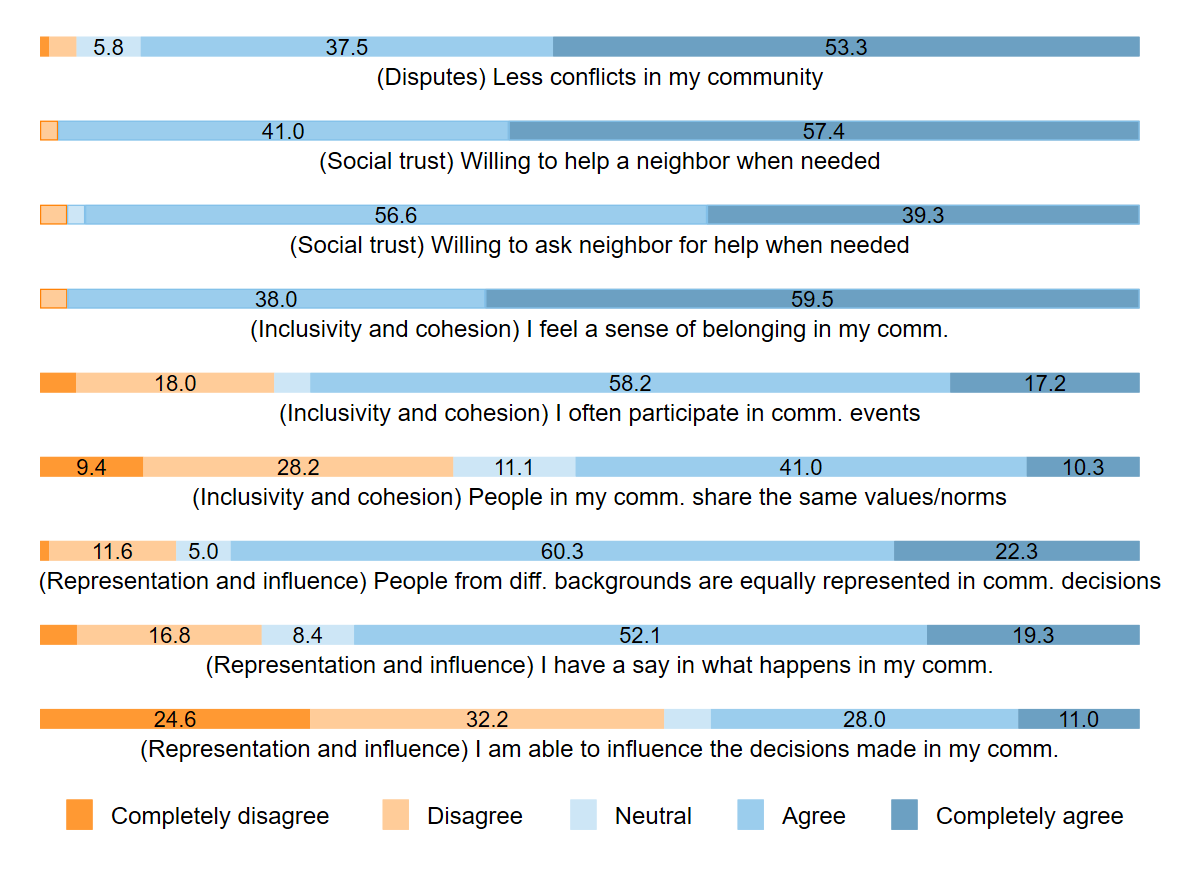 5.8 37.5 53.3
(Disputes) Less conflicts in my community
41.0 57.4
(Social trust) Willing to help a neighbor when needed
56.6 39.3
(Social trust) Willing to ask neighbor for help when needed
38.0 59.5
(Inclusivity and cohesion) I feel a sense of belonging in my comm.
18.0 58.2 17.2
(Inclusivity and cohesion) I often participate in comm. events
9.4 28.2 11.1 41.0 10.3
(Inclusivity and cohesion) People in my comm. share the same values/norms
11.6 5.0 60.3 22.3
(Representation and influence) People from diff. backgrounds are equally represented in comm. decisions
16.8 8.4 52.1 19.3
(Representation and influence) I have a say in what happens in my comm.
24.6 32.2 28.0 11.0
(Representation and influence) I am able to influence the decisions made in my comm.
Completely disagree Disagree Neutral Agree Completely agree